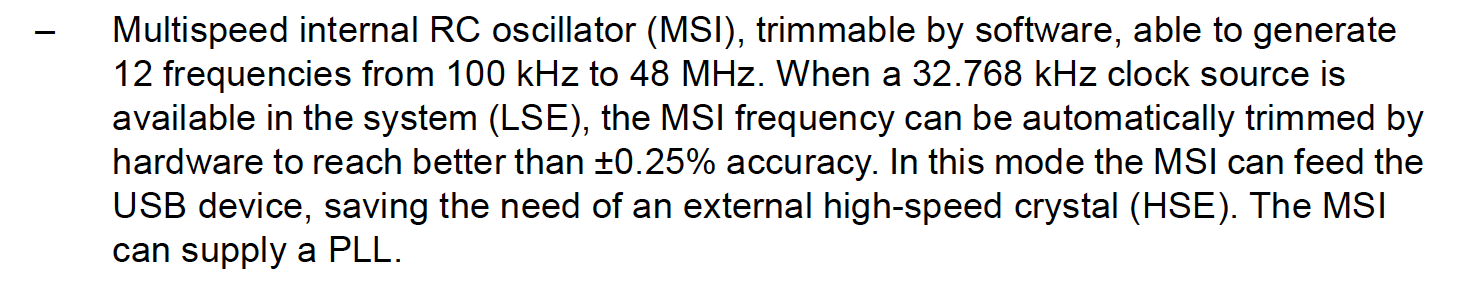 – Multispeed internal RC oscillator (MSI), trimmable by software, able to generate
12 frequencies from 100 kHz to 48 MHz. When a 32.768 kHz clock source is
available in the system (LSE), the MSI frequency can be automatically trimmed by
hardware to reach better than ±0.25% accuracy. In this mode the MSI can feed the
USB device, saving the need of an external high-speed crystal (HSE). The MSI
can supply a PLL.